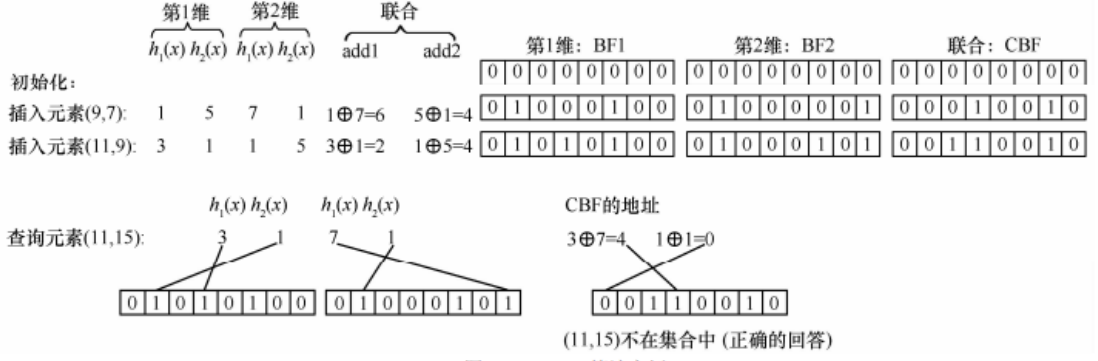 第1维 第2维 联合
h₁(x) h₂(x) h₁(x) h₂(x) add1 add2 第1维: BF1 第2维: BF2 联合: CBF
初始化: 0 0 0 0 0 0 0 0 0 0 0 0 0 0 0 0 0 0 0 0 0 0 0 0
插入元素(9,7): 1 5 7 1 1⊕7=6 5⊕1=4 0 1 0 0 0 1 0 0 0 1 0 0 0 0 0 1 0 0 0 1 0 0 1 0
插入元素(11,9): 3 1 1 5 3⊕1=2 1⊕5=4 0 1 0 1 0 1 0 0 0 1 0 0 0 1 0 1 0 0 1 1 0 0 1 0
h₁(x) h₂(x) h₁(x) h₂(x) CBF的地址
查询元素(11,15): 3 1 7 1 3⊕7=4 1⊕1=0
0 1 0 1 0 1 0 0 0 1 0 0 0 1 0 1 0 0 1 1 0 0 1 0
(11,15)不在集合中 (正确的回答)